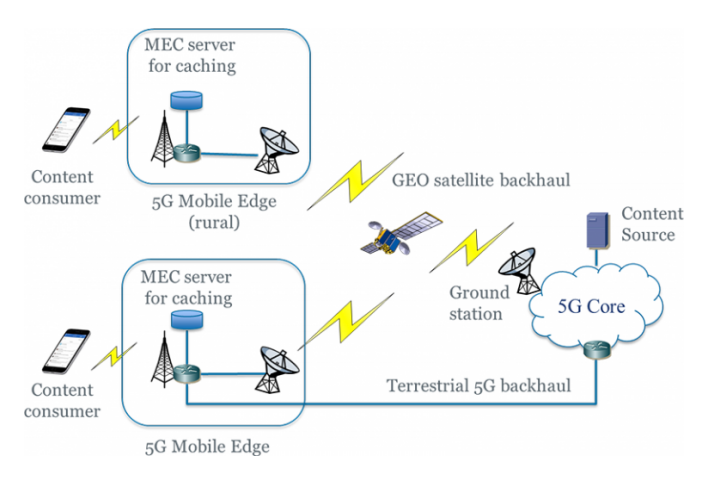 MEC server
for caching
Content
consumer
5G Mobile Edge
(rural)
GEO satellite backhaul
Content
Source
MEC server
for caching
Ground
station
5G Core
Content
consumer
Terrestrial 5G backhaul
5G Mobile Edge